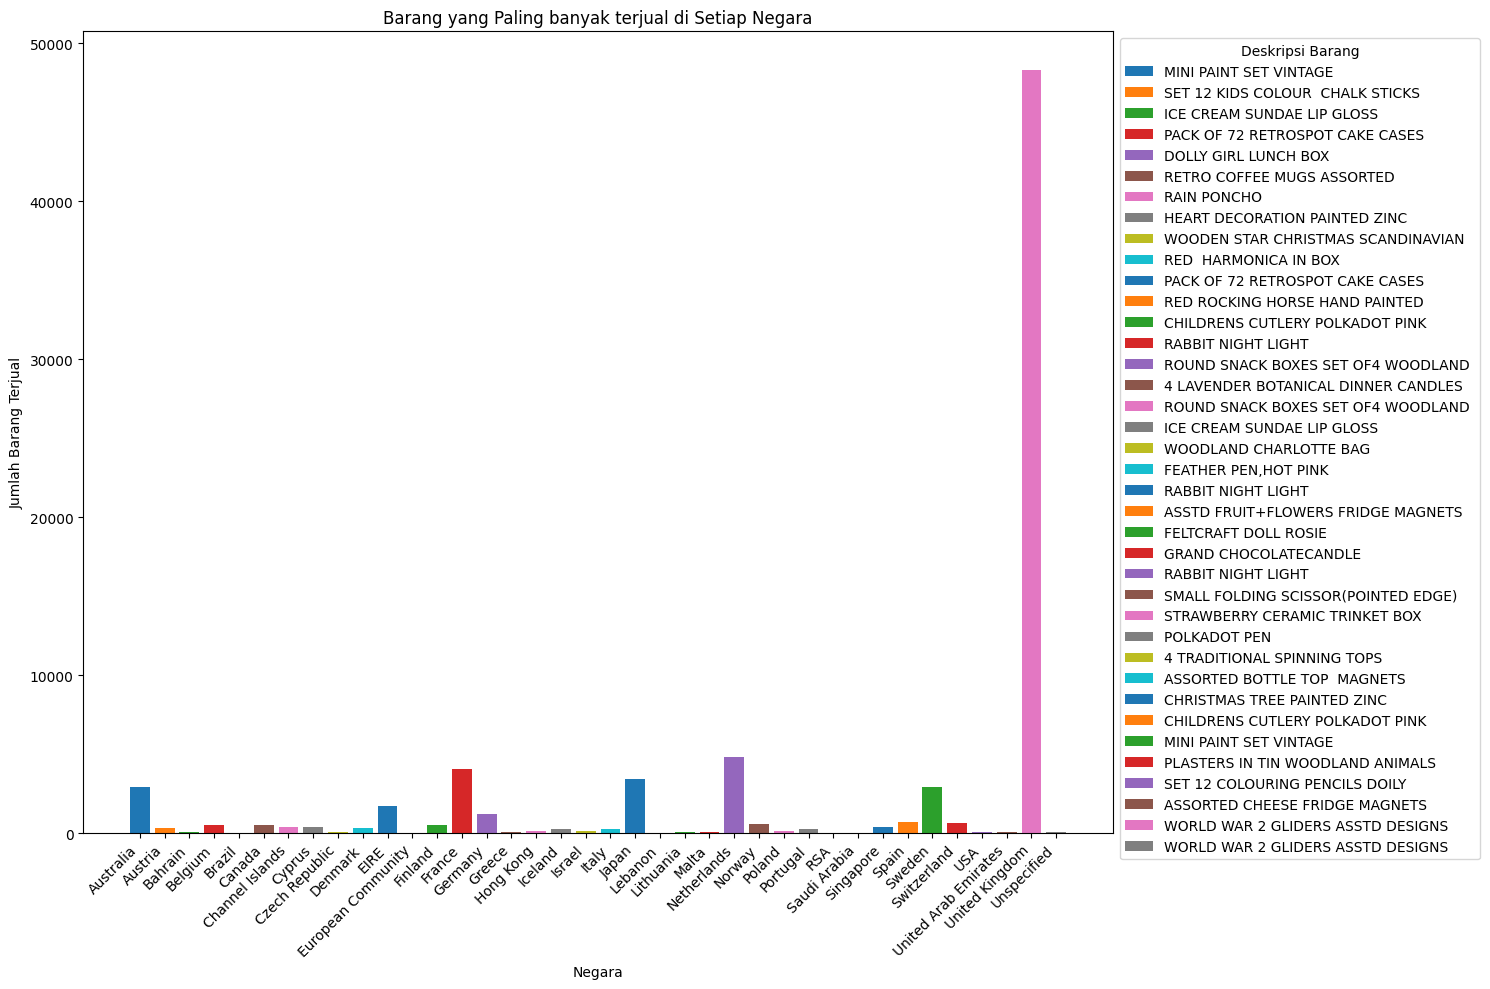 Barang yang Paling banyak terjual di Setiap Negara
50000
40000
30000
20000
10000
0
Jumlah Barang Terjual
Australia
Austria
Bahrain
Belgium
Brazil
Canada
Channel Islands
Cyprus
Czech Republic
Denmark
EIRE
European Community
Finland
France
Germany
Greece
Hong Kong
Iceland
Israel
Italy
Japan
Lebanon
Lithuania
Malta
Netherlands
Norway
Poland
Portugal
RSA
Saudi Arabia
Singapore
Spain
Sweden
Switzerland
USA
United Arab Emirates
United Kingdom
Unspecified
Negara
Deskripsi Barang
MINI PAINT SET VINTAGE
SET 12 KIDS COLOUR  CHALK STICKS
ICE CREAM SUNDAE LIP GLOSS
PACK OF 72 RETROSPOT CAKE CASES
DOLLY GIRL LUNCH BOX
RETRO COFFEE MUGS ASSORTED
RAIN PONCHO
HEART DECORATION PAINTED ZINC
WOODEN STAR CHRISTMAS SCANDINAVIAN
RED  HARMONICA IN BOX
PACK OF 72 RETROSPOT CAKE CASES
RED ROCKING HORSE HAND PAINTED
CHILDRENS CUTLERY POLKADOT PINK
RABBIT NIGHT LIGHT
ROUND SNACK BOXES SET OF4 WOODLAND
4 LAVENDER BOTANICAL DINNER CANDLES
ROUND SNACK BOXES SET OF4 WOODLAND
ICE CREAM SUNDAE LIP GLOSS
WOODLAND CHARLOTTE BAG
FEATHER PEN,HOT PINK
RABBIT NIGHT LIGHT
ASSTD FRUIT+FLOWERS FRIDGE MAGNETS
FELTCRAFT DOLL ROSIE
GRAND CHOCOLATECANDLE
RABBIT NIGHT LIGHT
SMALL FOLDING SCISSOR(POINTED EDGE)
STRAWBERRY CERAMIC TRINKET BOX
POLKADOT PEN
4 TRADITIONAL SPINNING TOPS
ASSORTED BOTTLE TOP  MAGNETS
CHRISTMAS TREE PAINTED ZINC
CHILDRENS CUTLERY POLKADOT PINK
MINI PAINT SET VINTAGE
PLASTERS IN TIN WOODLAND ANIMALS
SET 12 COLOURING PENCILS DOILY
ASSORTED CHEESE FRIDGE MAGNETS
WORLD WAR 2 GLIDERS ASSTD DESIGNS
WORLD WAR 2 GLIDERS ASSTD DESIGNS